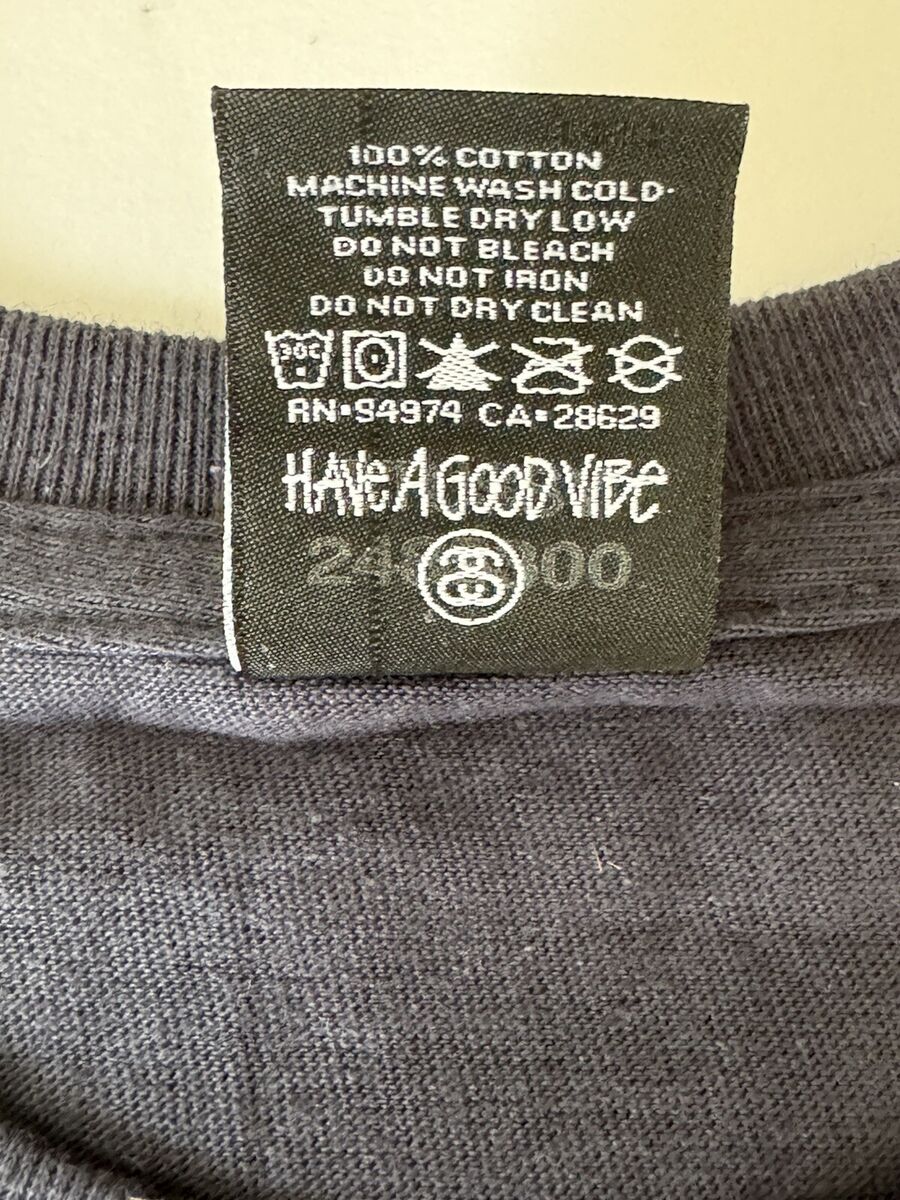 100% COTTON
MACHINE WASH COLD
TUMBLE DRY LOW
DO NOT BLEACH
DO NOT IRON
DO NOT DRY CLEAN
30C
RN•94974 CA•28629
HAVE A GOOD VIBE